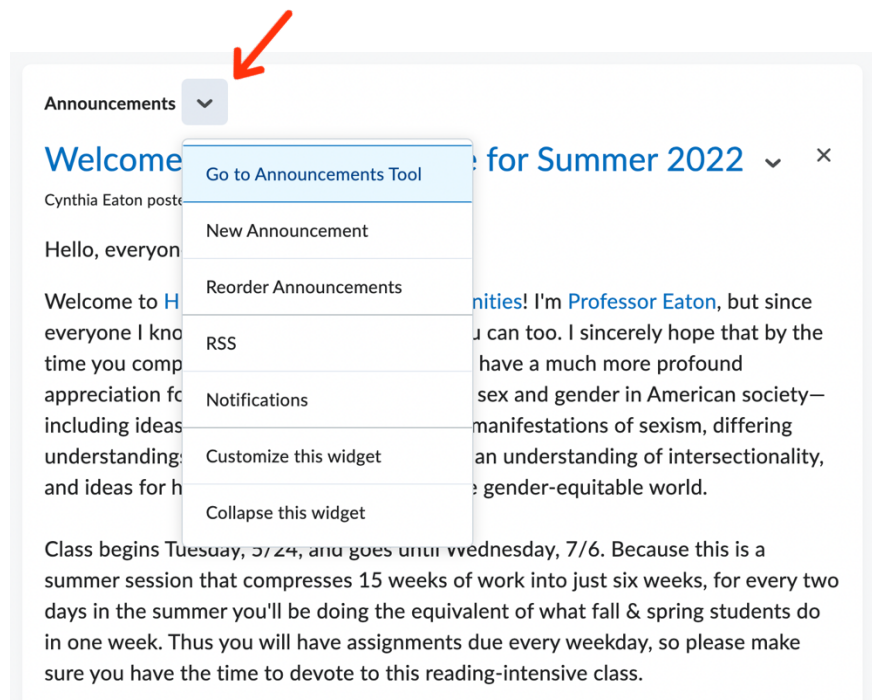 Announcements
Welcome for Summer 2022
Go to Announcements Tool
Cynthia Eaton
New Announcement
Hello,
Reorder Announcements
Welcome to H nities! I'm Professor Eaton, but since
everyone I can too. I sincerely hope that by the
RSS
time you have a much more profound
appreciation sex and gender in American society—
Notifications
including ideas manifestations of sexism, differing
Customize this widget
an understanding of intersectionality,
and ideas for gender-equitable world.
Collapse this widget
Class begins Tuesday, 5/24, and goes until Wednesday, 7/6. Because this is a
summer session that compresses 15 weeks of work into just six weeks, for every two
days in the summer you'll be doing the equivalent of what fall & spring students do
in one week. Thus you will have assignments due every weekday, so please make
sure you have the time to devote to this reading-intensive class.